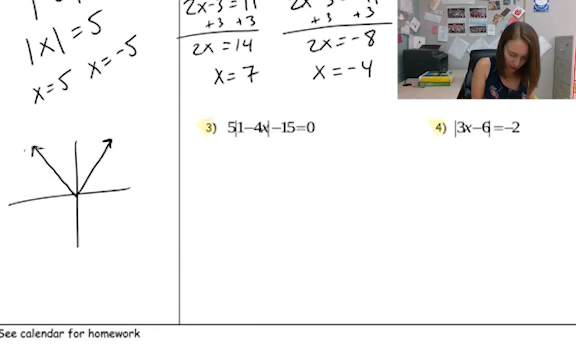 |x| = 5
x = 5 x = -5
2x-3 = 11
+3 +3
2x = 14
x = 7
+3 +3
2x = -8
x = -4
3) 5|1−4x|−15=0
4) |3x−6|=−2
See calendar for homework